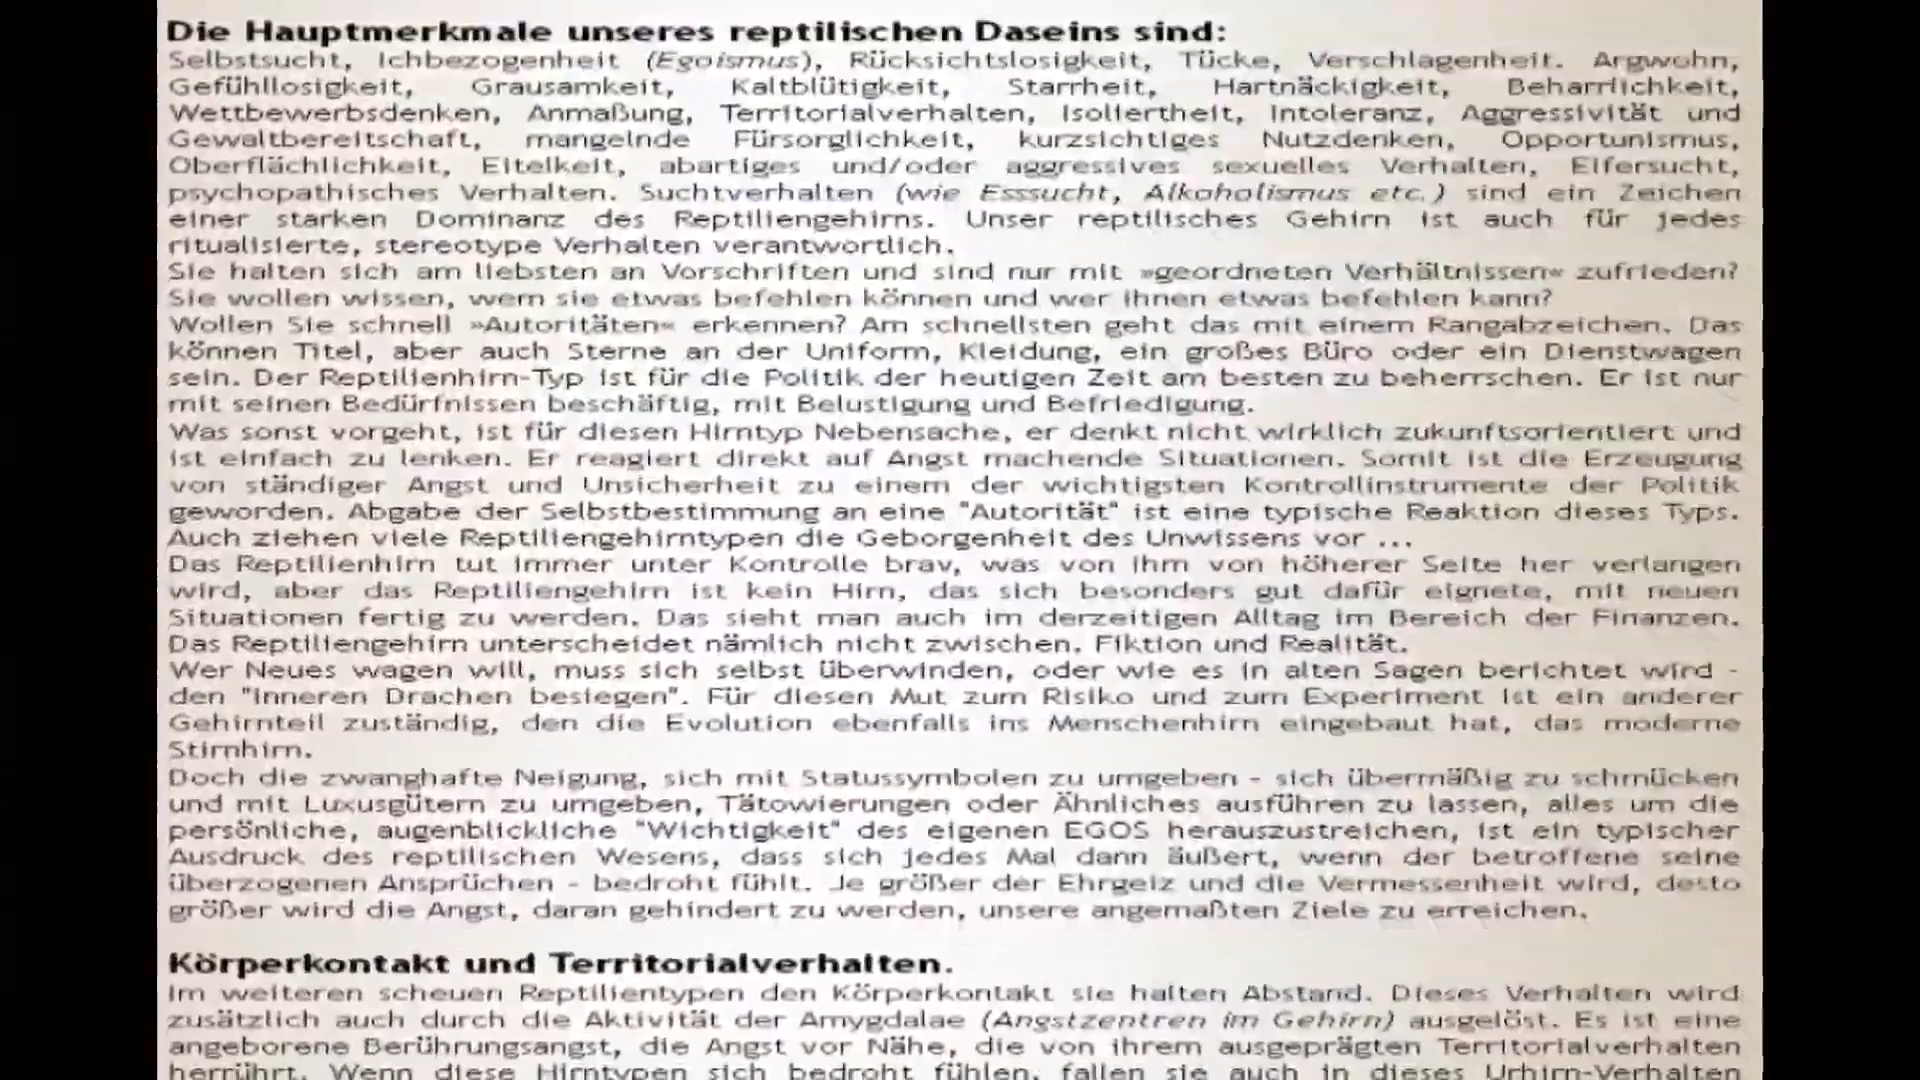 Die Hauptmerkmale unseres reptilischen Daseins sind:
Selbstsucht, Ichbezogenheit (Egoismus), Rücksichtslosigkeit, Tücke, Verschlagenheit. Argwohn,
Gefühllosigkeit, Grausamkeit, Kaltblütigkeit, Starrheit, Hartnäckigkeit, Beharrlichkeit,
Wettbewerbsdenken, Anmaßung, Territorialverhalten, Isoliertheit, Intoleranz, Aggressivität und
Gewaltbereitschaft, mangelnde Fürsorglichkeit, kurzsichtiges Nutzdenken, Opportunismus,
Oberflächlichkeit, Eitelkeit, abartiges und/oder aggressives sexuelles Verhalten, Eifersucht,
psychopathisches Verhalten. Suchtverhalten (wie Esssucht, Alkoholismus etc.) sind ein Zeichen
einer starken Dominanz des Reptiliengehirns. Unser reptilisches Gehirn ist auch für jedes
ritualisierte, stereotype Verhalten verantwortlich.
Sie halten sich am liebsten an Vorschriften und sind nur mit »geordneten Verhältnissen« zufrieden?
Sie wollen wissen, wem sie etwas befehlen können und wer ihnen etwas befehlen kann?
Wollen Sie schnell »Autoritäten« erkennen? Am schnellsten geht das mit einem Rangabzeichen. Das
können Titel, aber auch Sterne an der Uniform, Kleidung, ein großes Büro oder ein Dienstwagen
sein. Der Reptilienhirn-Typ ist für die Politik der heutigen Zeit am besten zu beherrschen. Er ist nur
mit seinen Bedürfnissen beschäftig, mit Belustigung und Befriedigung.
Was sonst vorgeht, ist für diesen Hirntyp Nebensache, er denkt nicht wirklich zukunftsorientiert und
ist einfach zu lenken. Er reagiert direkt auf Angst machende Situationen. Somit ist die Erzeugung
von ständiger Angst und Unsicherheit zu einem der wichtigsten Kontrollinstrumente der Politik
geworden. Abgabe der Selbstbestimmung an eine "Autorität" ist eine typische Reaktion dieses Typs.
Auch ziehen viele Reptiliengehirntypen die Geborgenheit des Unwissens vor ...
Das Reptilienhirn tut immer unter Kontrolle brav, was von ihm von höherer Seite her verlangen
wird, aber das Reptiliengehirn ist kein Hirn, das sich besonders gut dafür eignete, mit neuen
Situationen fertig zu werden. Das sieht man auch im derzeitigen Alltag im Bereich der Finanzen.
Das Reptiliengehirn unterscheidet nämlich nicht zwischen. Fiktion und Realität.
Wer Neues wagen will, muss sich selbst überwinden, oder wie es in alten Sagen berichtet wird -
den "inneren Drachen besiegen". Für diesen Mut zum Risiko und zum Experiment ist ein anderer
Gehirnteil zuständig, den die Evolution ebenfalls ins Menschenhirn eingebaut hat, das moderne
Stirnhirn.
Doch die zwanghafte Neigung, sich mit Statussymbolen zu umgeben - sich übermäßig zu schmücken
und mit Luxusgütern zu umgeben, Tätowierungen oder Ähnliches ausführen zu lassen, alles um die
persönliche, augenblickliche "Wichtigkeit" des eigenen EGOS herauszustreichen, ist ein typischer
Ausdruck des reptilischen Wesens, dass sich jedes Mal dann äußert, wenn der betroffene seine
überzogenen Ansprüchen - bedroht fühlt. Je größer der Ehrgeiz und die Vermessenheit wird, desto
größer wird die Angst, daran gehindert zu werden, unsere angemaßten Ziele zu erreichen.
Körperkontakt und Territorialverhalten.
Im weiteren scheuen Reptilientypen den Körperkontakt sie halten Abstand. Dieses Verhalten wird
zusätzlich auch durch die Aktivität der Amygdalae (Angstzentren im Gehirn) ausgelöst. Es ist eine
angeborene Berührungsangst, die Angst vor Nähe, die von ihrem ausgeprägten Territorialverhalten
herrührt. Wenn diese Hirntypen sich bedroht fühlen, fallen sie auch in dieses Urhirn-Verhalten